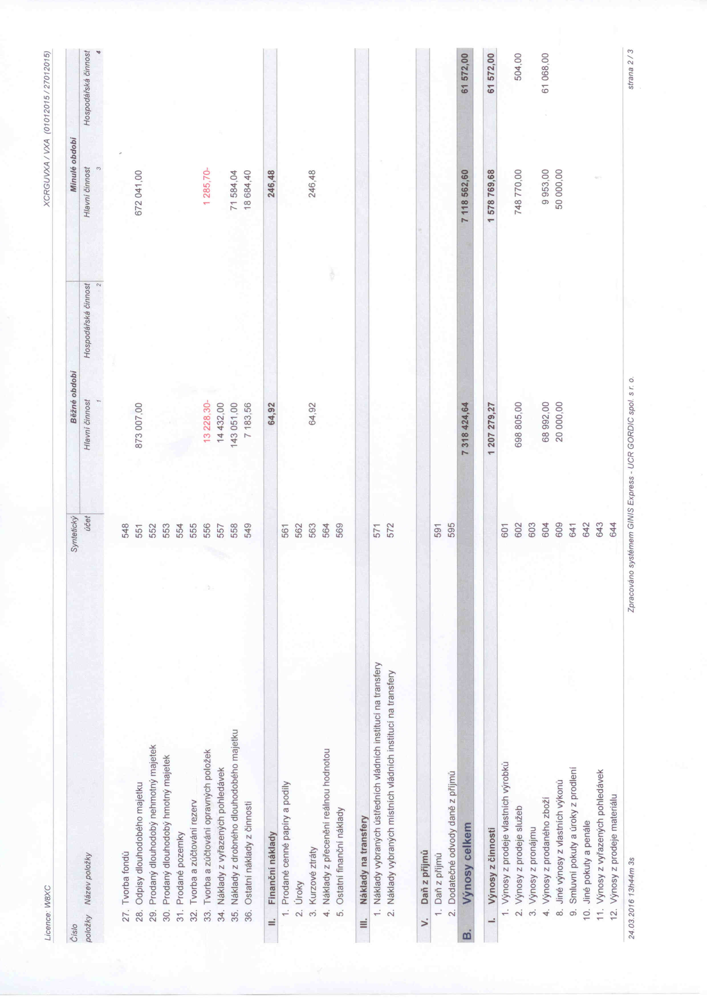 Licence: W8XC XCRGUVXA / VXA (01012015 / 27012015)
Číslo Syntetický Běžné období Minulé období
položky Název položky účet Hlavní činnost Hospodářská činnost Hlavní činnost Hospodářská činnost
1 2 3 4
27. Tvorba fondů 548
28. Odpisy dlouhodobého majetku 551 873 007,00 672 041,00
29. Prodaný dlouhodobý nehmotný majetek 552
30. Prodaný dlouhodobý hmotný majetek 553
31. Prodané pozemky 554
32. Tvorba a zúčtování rezerv 555
33. Tvorba a zúčtování opravných položek 556 13 228,30- 1 285,70-
34. Náklady z vyřazených pohledávek 557 14 432,00
35. Náklady z drobného dlouhodobého majetku 558 143 051,00 71 584,04
36. Ostatní náklady z činnosti 549 7 183,56 18 684,40
II. Finanční náklady 64,92 246,48
1. Prodané cenné papíry a podíly 561
2. Úroky 562
3. Kurzové ztráty 563 64,92 246,48
4. Náklady z přecenění reálnou hodnotou 564
5. Ostatní finanční náklady 569
III. Náklady na transfery
1. Náklady vybraných ústředních vládních institucí na transfery 571
2. Náklady vybraných místních vládních institucí na transfery 572
V. Daň z příjmů
1. Daň z příjmů 591
2. Dodatečné odvody daně z příjmů 595
B. Výnosy celkem 7 318 424,64 7 118 562,60 61 572,00
I. Výnosy z činnosti 1 207 279,27 1 578 769,68 61 572,00
1. Výnosy z prodeje vlastních výrobků 601
2. Výnosy z prodeje služeb 602 698 805,00 748 770,00 504,00
3. Výnosy z pronájmu 603
4. Výnosy z prodaného zboží 604 68 992,00 9 953,00 61 068,00
8. Jiné výnosy z vlastních výkonů 609 20 000,00 50 000,00
9. Smluvní pokuty a úroky z prodlení 641
10. Jiné pokuty a penále 642
11. Výnosy z vyřazených pohledávek 643
12. Výnosy z prodeje materiálu 644
24.03.2016 13h44m 3s Zpracováno systémem GINIS Express - UCR GORDIC spol. s r. o. strana 2 / 3